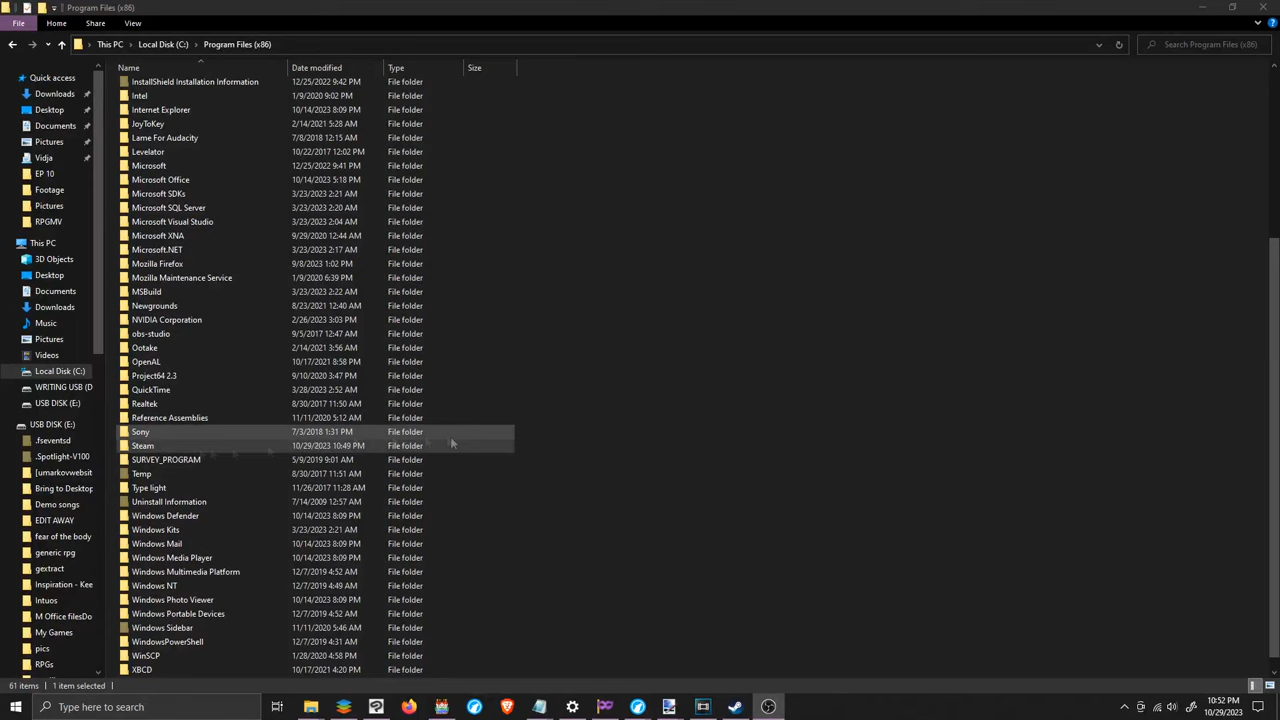 Program Files (x86)
File Home Share View
This PC Local Disk (C:) Program Files (x86) Search Program Files (x86)
Name Date modified Type Size
Quick access
Downloads
Desktop
Documents
Pictures
Vidja
EP 10
Footage
Pictures
RPGMV
This PC
3D Objects
Desktop
Documents
Downloads
Music
Pictures
Videos
Local Disk (C:)
WRITING USB (D
USB DISK (E:)
USB DISK (E:)
.fseventsd
.Spotlight-V100
[umarkovwebsit
Bring to Desktop
Demo songs
EDIT AWAY
fear of the body
generic rpg
gextract
Inspiration - Kee
Intuos
M Office filesDo
My Games
pics
RPGs
InstallShield Installation Information 12/25/2022 9:42 PM File folder
Intel 1/9/2020 9:02 PM File folder
Internet Explorer 10/14/2023 8:09 PM File folder
JoyToKey 2/14/2021 5:28 AM File folder
Lame For Audacity 7/8/2018 12:15 AM File folder
Levelator 10/22/2017 12:02 PM File folder
Microsoft 12/25/2022 9:41 PM File folder
Microsoft Office 10/14/2023 5:18 PM File folder
Microsoft SDKs 3/23/2023 2:21 AM File folder
Microsoft SQL Server 3/23/2023 2:20 AM File folder
Microsoft Visual Studio 3/23/2023 2:04 AM File folder
Microsoft XNA 9/29/2020 12:44 AM File folder
Microsoft.NET 3/23/2023 2:17 AM File folder
Mozilla Firefox 9/8/2023 1:02 PM File folder
Mozilla Maintenance Service 1/9/2020 6:39 PM File folder
MSBuild 3/23/2023 2:22 AM File folder
Newgrounds 8/23/2021 12:40 AM File folder
NVIDIA Corporation 2/26/2023 3:03 PM File folder
obs-studio 9/5/2017 12:47 AM File folder
Ootake 2/14/2021 3:56 AM File folder
OpenAL 10/17/2021 8:58 PM File folder
Project64 2.3 9/10/2020 3:47 PM File folder
QuickTime 3/28/2023 2:52 AM File folder
Realtek 8/30/2017 11:50 AM File folder
Reference Assemblies 11/11/2020 5:12 AM File folder
Sony 7/3/2018 1:31 PM File folder
Steam 10/29/2023 10:49 PM File folder
SURVEY_PROGRAM 5/9/2019 9:01 AM File folder
Temp 8/30/2017 11:51 AM File folder
Type light 11/26/2017 11:28 AM File folder
Uninstall Information 7/14/2009 12:57 AM File folder
Windows Defender 10/14/2023 8:09 PM File folder
Windows Kits 3/23/2023 2:21 AM File folder
Windows Mail 10/14/2023 8:09 PM File folder
Windows Media Player 10/14/2023 8:09 PM File folder
Windows Multimedia Platform 12/7/2019 4:52 AM File folder
Windows NT 12/7/2019 4:49 AM File folder
Windows Photo Viewer 10/14/2023 8:09 PM File folder
Windows Portable Devices 12/7/2019 4:52 AM File folder
Windows Sidebar 11/11/2020 5:46 AM File folder
WindowsPowerShell 12/7/2019 4:31 AM File folder
WinSCP 1/28/2020 4:58 PM File folder
XBCD 10/17/2021 4:20 PM File folder
61 items 1 item selected
Type here to search
10:52 PM
10/29/2023